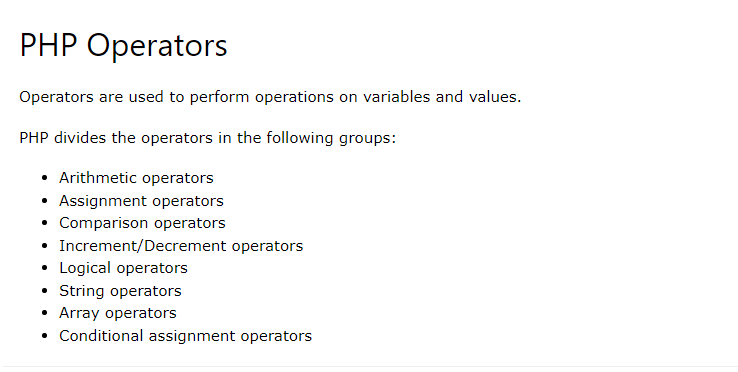 PHP Operators
Operators are used to perform operations on variables and values.
PHP divides the operators in the following groups:
Arithmetic operators
Assignment operators
Comparison operators
Increment/Decrement operators
Logical operators
String operators
Array operators
Conditional assignment operators